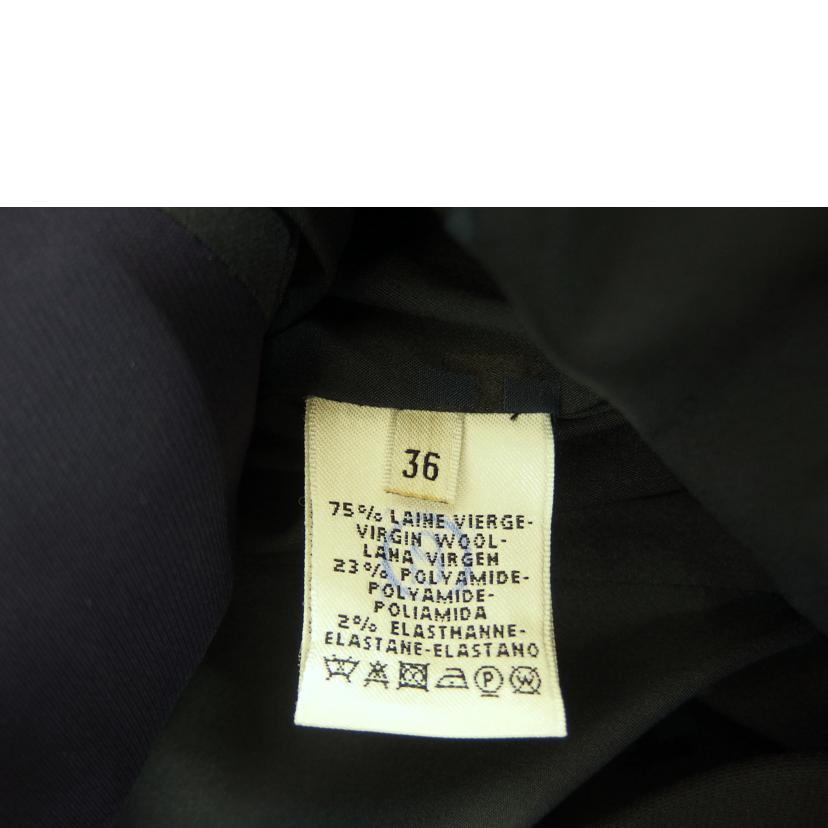 36
75% LAINE VIERGE-
VIRGIN WOOL-
LANA VIRGEN
23% POLYAMIDE-
POLYAMIDE-
POLIAMIDA
2% ELASTHANNE-
ELASTANE-ELASTANO